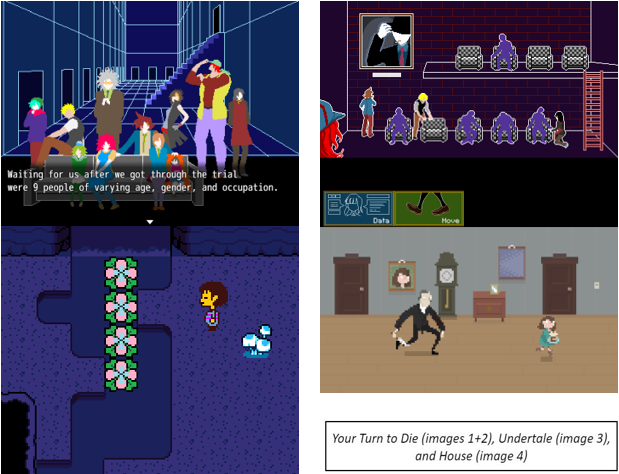 Waiting for us after we got through the trial
were 9 people of varying age, gender, and occupation.
Data
Move
Your Turn to Die (images 1+2), Undertale (image 3),
and House (image 4)